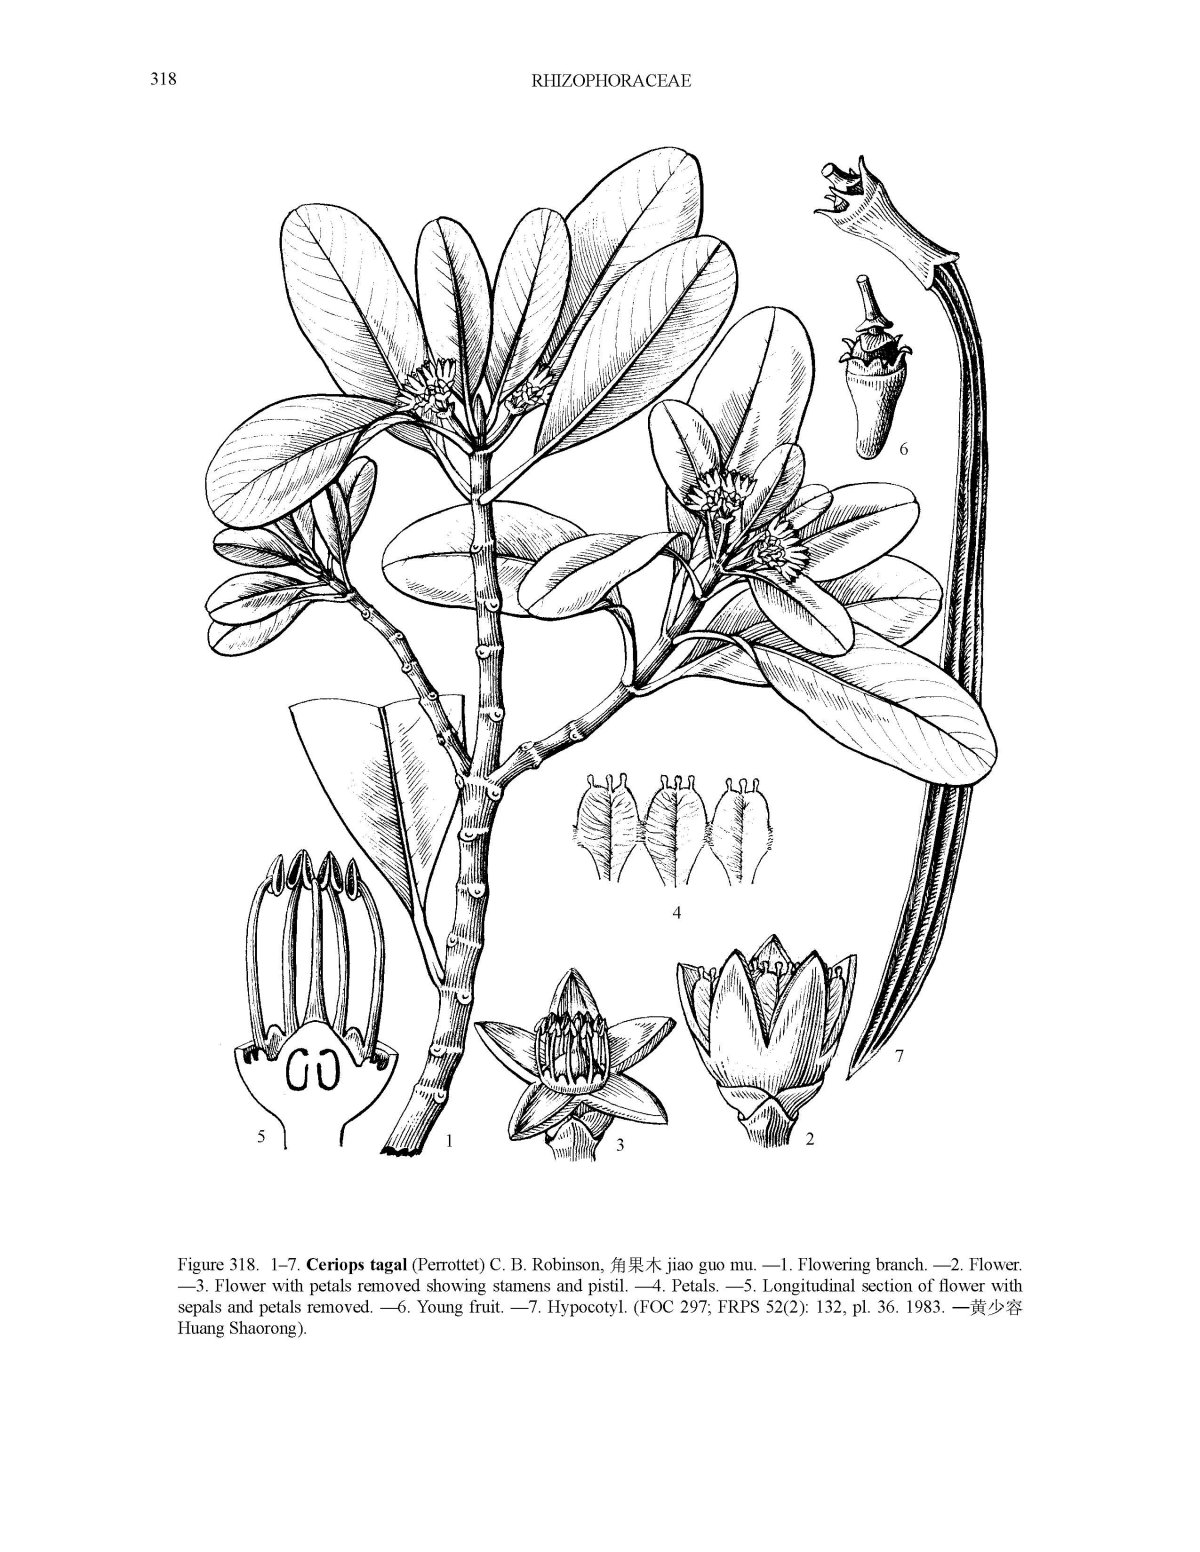 318
RHIZOPHORACEAE
6
4
7
5
1
3
2
Figure 318. 1–7. Ceriops tagal (Perrottet) C. B. Robinson, 角果木 jiao guo mu. —1. Flowering branch. —2. Flower.
—3. Flower with petals removed showing stamens and pistil. —4. Petals. —5. Longitudinal section of flower with
sepals and petals removed. —6. Young fruit. —7. Hypocotyl. (FOC 297; FRPS 52(2): 132, pl. 36. 1983. —黄少容
Huang Shaorong).